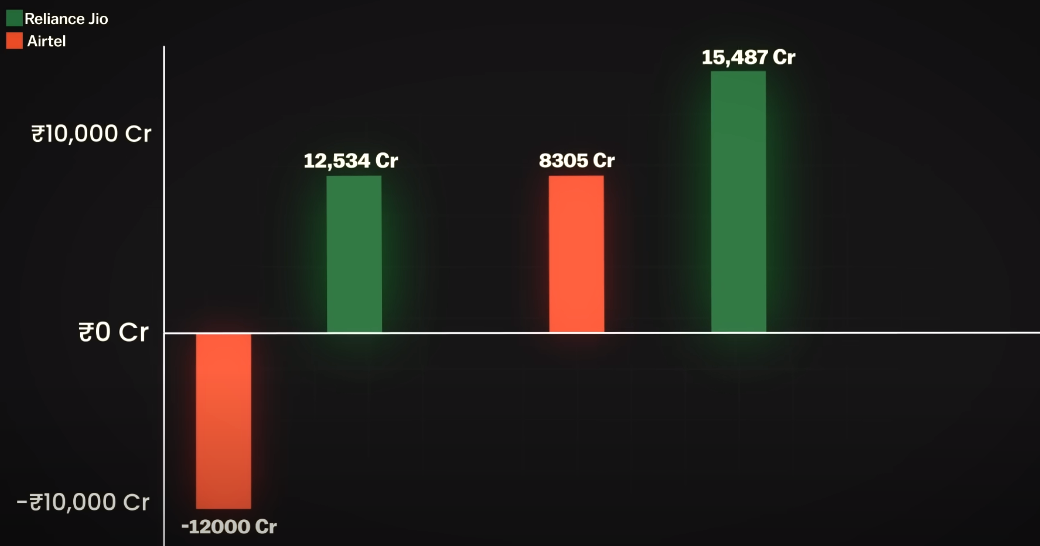 Reliance Jio
Airtel
15,487 Cr
₹10,000 Cr
12,534 Cr
8305 Cr
₹0 Cr
-₹10,000 Cr
-12000 Cr